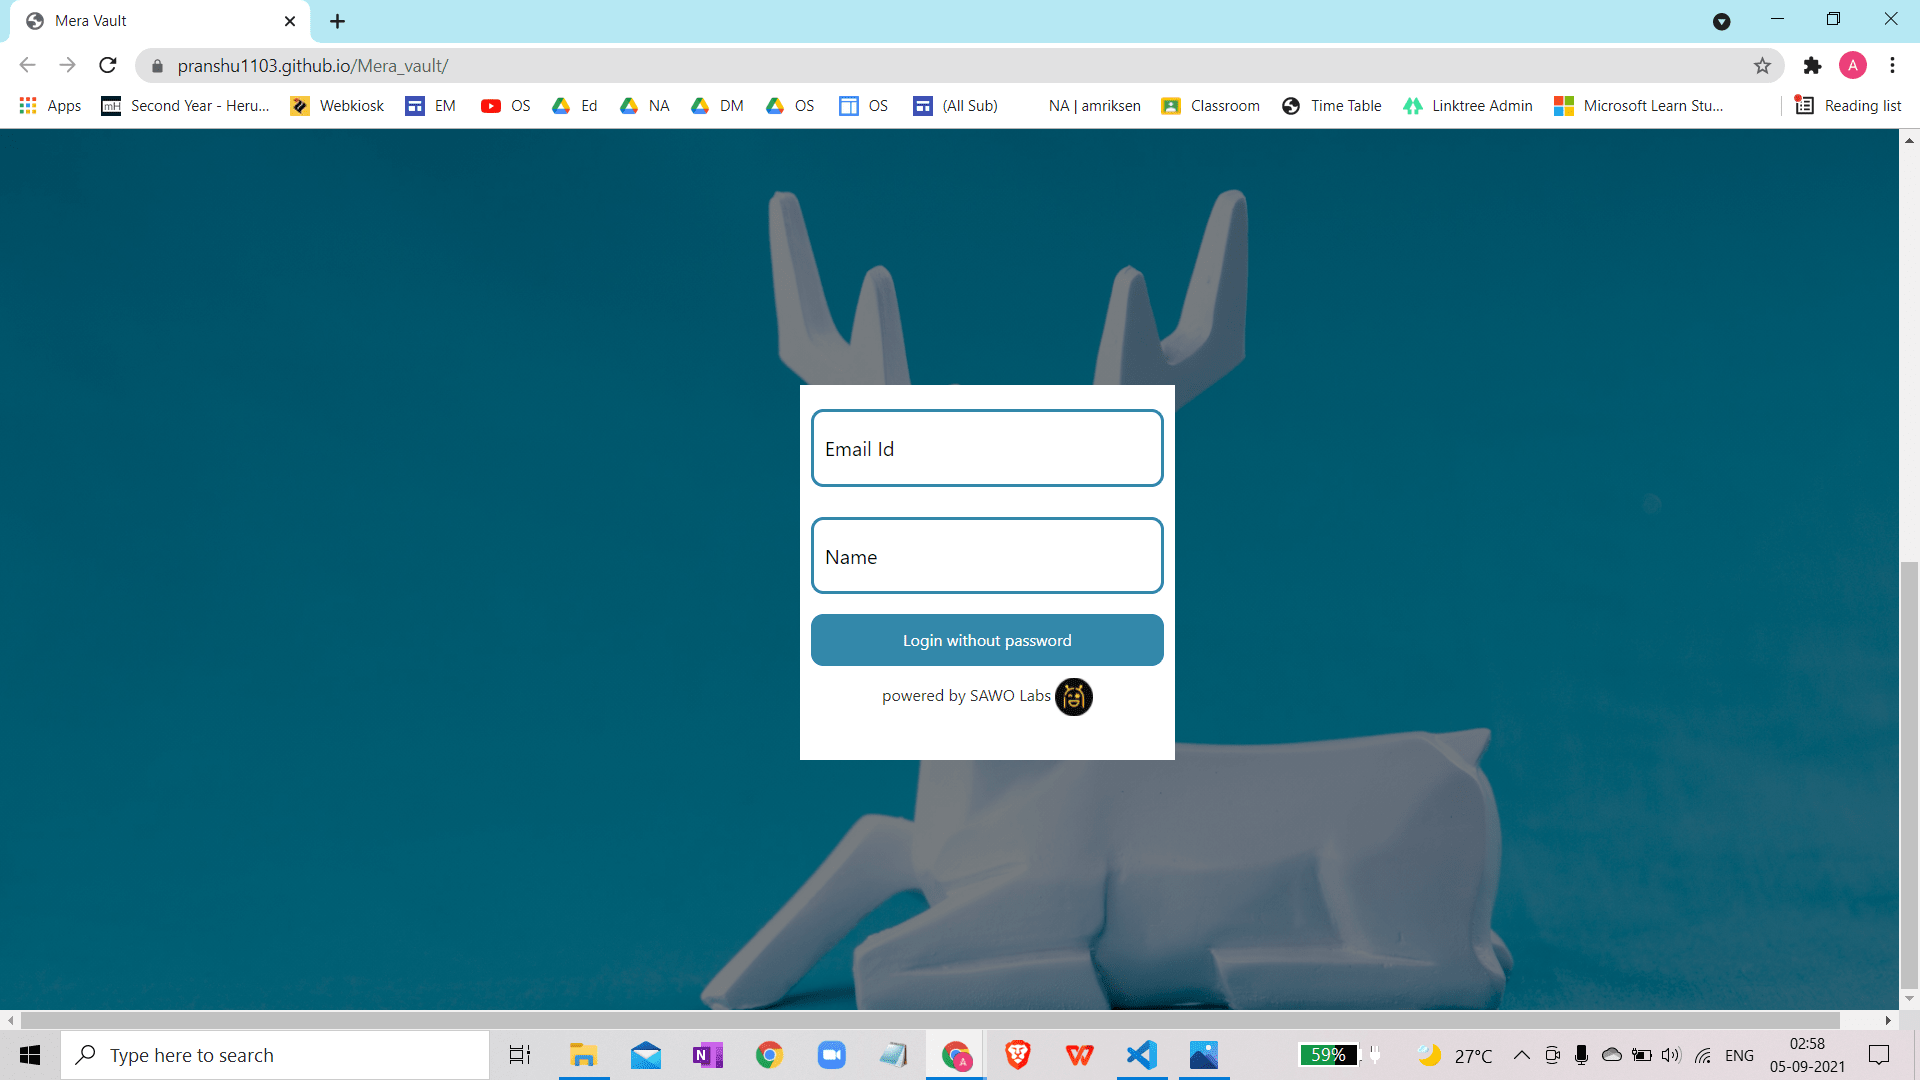 Mera Vault
pranshu1103.github.io/Mera_vault/
A
Apps
mH Second Year - Heru...
Webkiosk
EM
OS
Ed
NA
DM
OS
OS
(All Sub)
NA | amriksen
Classroom
Time Table
Linktree Admin
Microsoft Learn Stu...
Reading list
Email Id
Name
Login without password
powered by SAWO Labs
Type here to search
N
A
59%
27°C
ENG
02:58
05-09-2021